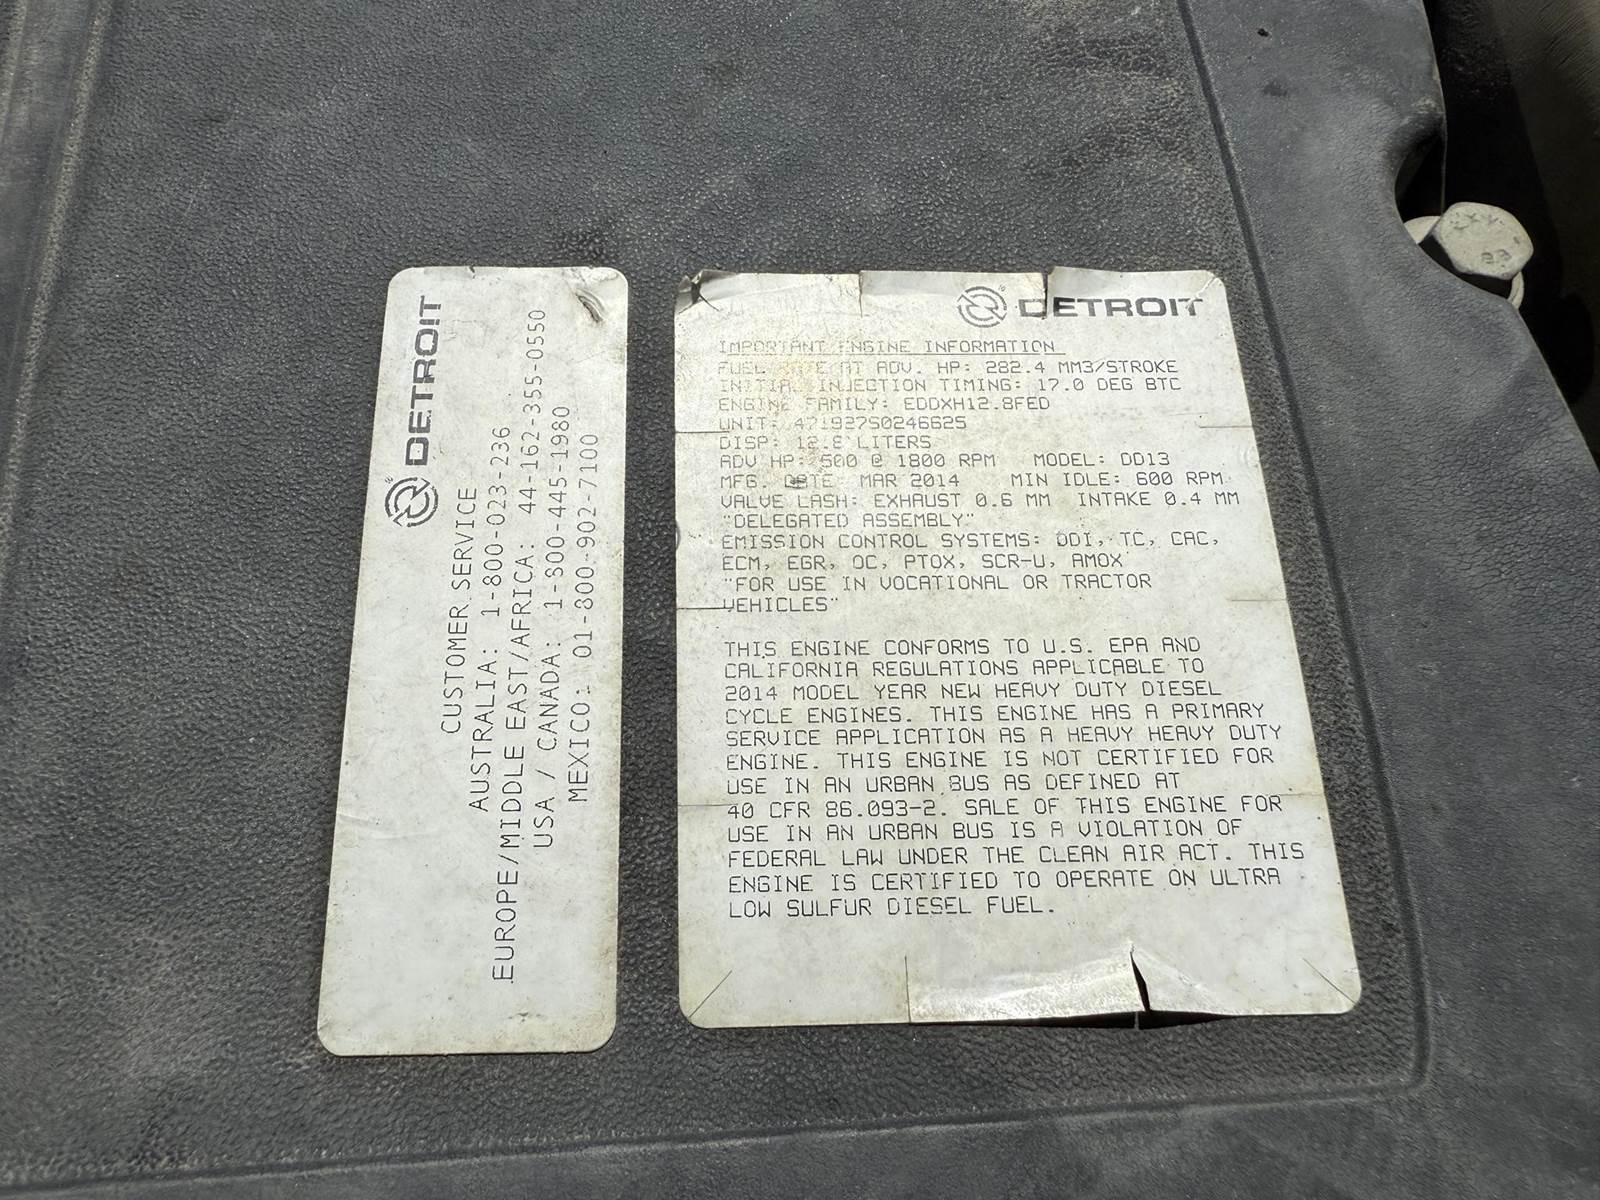 DETROIT
CUSTOMER SERVICE
AUSTRALIA: 1-800-023-236
EUROPE/MIDDLE EAST/AFRICA: 44-162-355-0550
USA / CANADA: 1-800-445-1980
MEXICO: 01-800-902-7100
DETROIT
IMPORTANT ENGINE INFORMATION
FUEL RATE AT ADV. HP: 282.4 MM3/STROKE
INITIAL INJECTION TIMING: 17.0 DEG BTC
ENGINE FAMILY: EDDXH12.8FED
UNIT: 471927S0246625
DISP: 12.8 LITERS
ADV HP: 500 @ 1800 RPM MODEL: DD13
MFG. DATE MAR 2014 MIN IDLE: 600 RPM
VALVE LASH: EXHAUST 0.6 MM INTAKE 0.4 MM
"DELEGATED ASSEMBLY"
EMISSION CONTROL SYSTEMS: DDI, TC, CAC,
ECM, EGR, OC, PTOX, SCR-U, AMOX
"FOR USE IN VOCATIONAL OR TRACTOR
VEHICLES"
THIS ENGINE CONFORMS TO U.S. EPA AND
CALIFORNIA REGULATIONS APPLICABLE TO
2014 MODEL YEAR NEW HEAVY DUTY DIESEL
CYCLE ENGINES. THIS ENGINE HAS A PRIMARY
SERVICE APPLICATION AS A HEAVY HEAVY DUTY
ENGINE. THIS ENGINE IS NOT CERTIFIED FOR
USE IN AN URBAN BUS AS DEFINED AT
40 CFR 86.093-2. SALE OF THIS ENGINE FOR
USE IN AN URBAN BUS IS A VIOLATION OF
FEDERAL LAW UNDER THE CLEAN AIR ACT. THIS
ENGINE IS CERTIFIED TO OPERATE ON ULTRA
LOW SULFUR DIESEL FUEL.